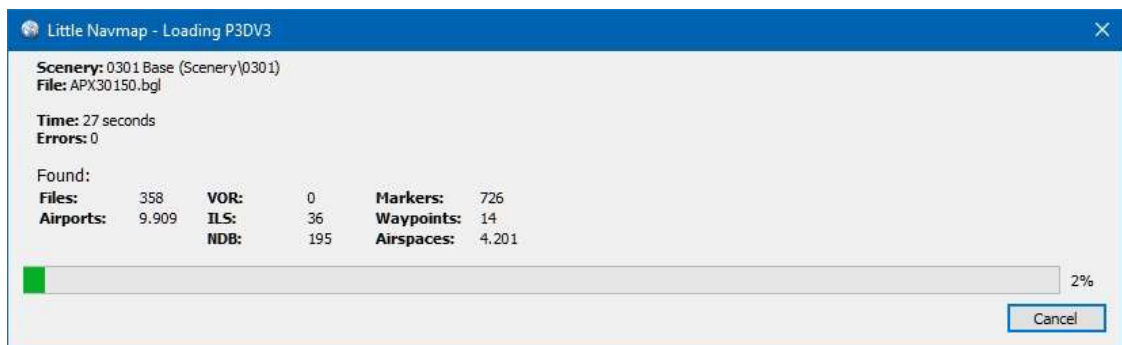 Little Navmap - Loading P3DV3
Scenery: 0301 Base (Scenery\0301)
File: APX30150.bgl
Time: 27 seconds
Errors: 0
Found:
Files: 358 VOR: 0 Markers: 726
Airports: 9.909 ILS: 36 Waypoints: 14
NDB: 195 Airspaces: 4.201
2%
Cancel